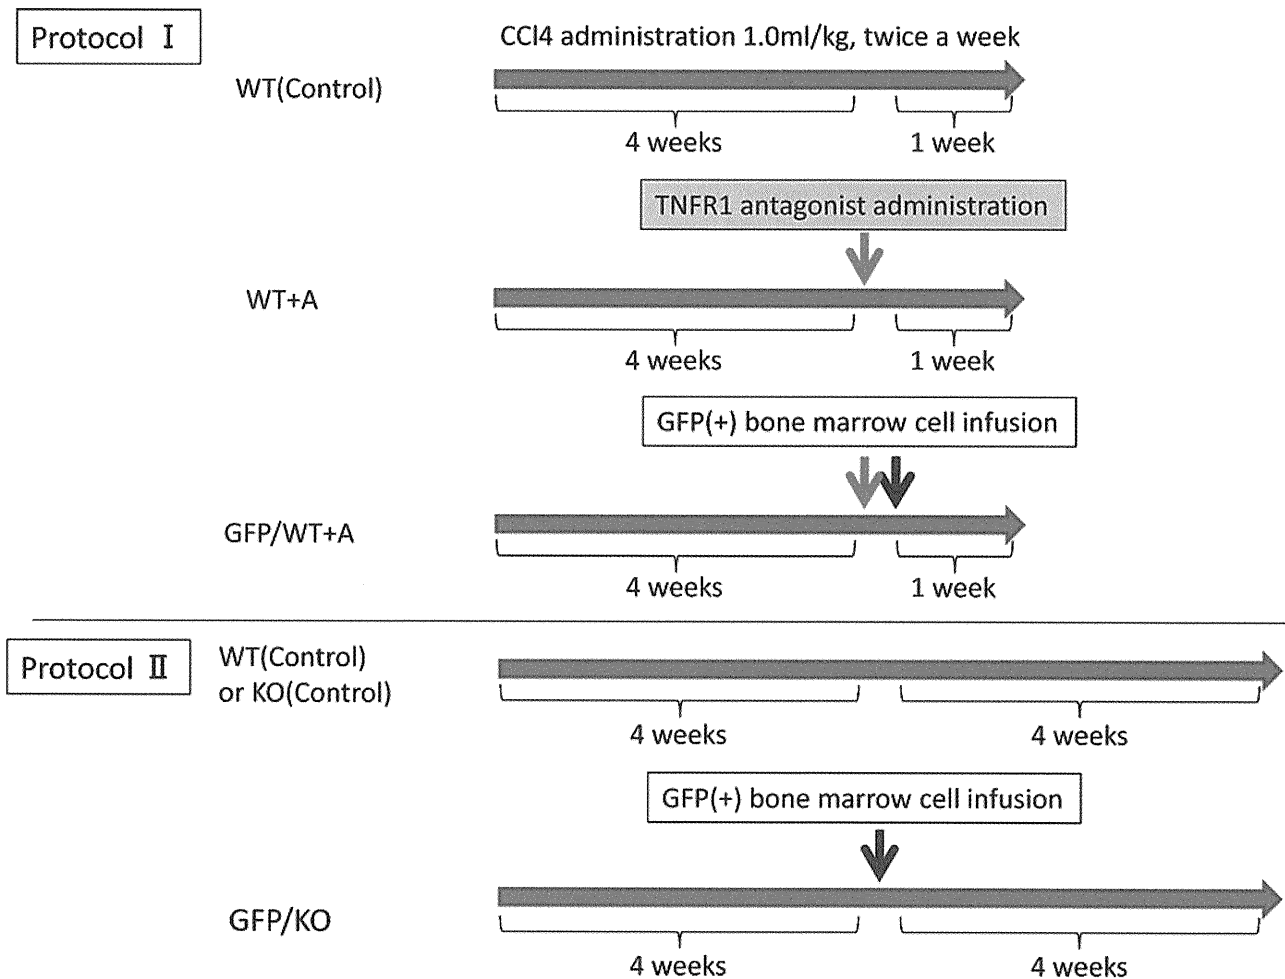 Protocol Ⅰ
CCl4 administration 1.0ml/kg, twice a week
WT(Control)
4 weeks
1 week
TNFR1 antagonist administration
WT+A
4 weeks
1 week
GFP(+) bone marrow cell infusion
GFP/WT+A
4 weeks
1 week
Protocol Ⅱ
WT(Control)
or KO(Control)
4 weeks
4 weeks
GFP(+) bone marrow cell infusion
GFP/KO
4 weeks
4 weeks